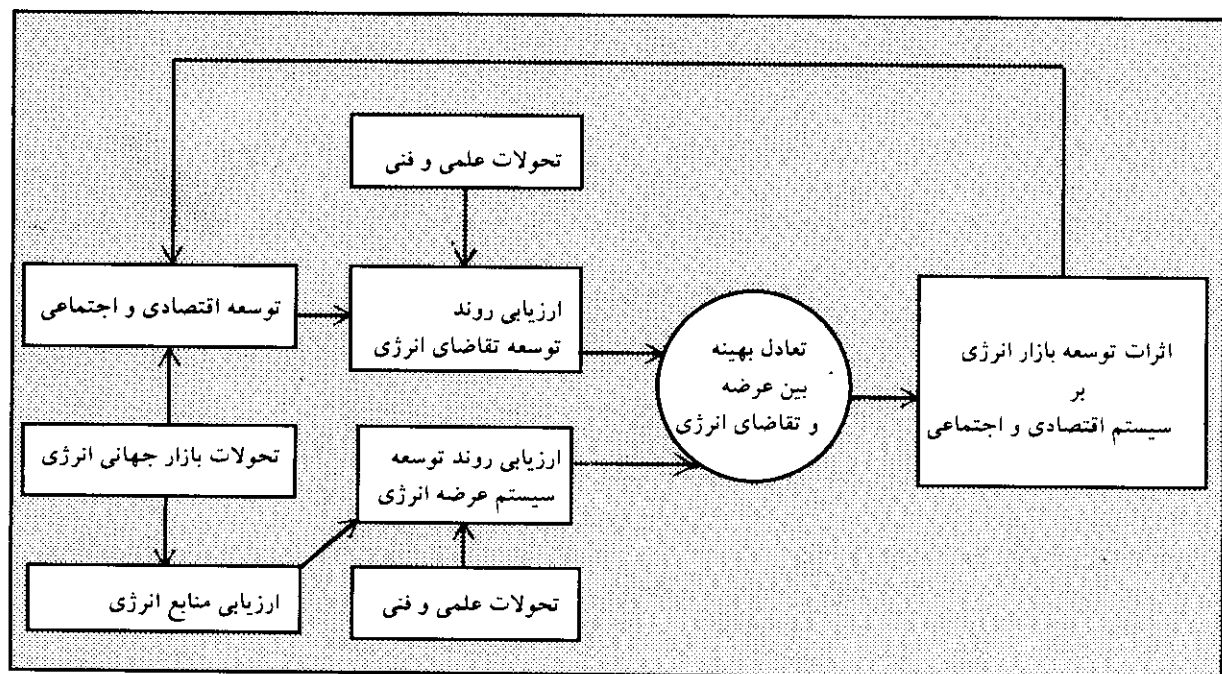 تحولات علمی و فنی
توسعه اقتصادی و اجتماعی
ارزیابی روند
توسعه تقاضای انرژی
تعادل بهینه
بین عرضه
و تقاضای انرژی
اثرات توسعه بازار انرژی
بر
سیستم اقتصادی و اجتماعی
تحولات بازار جهانی انرژی
ارزیابی روند توسعه
سیستم عرضه انرژی
ارزیابی منابع انرژی
تحولات علمی و فنی